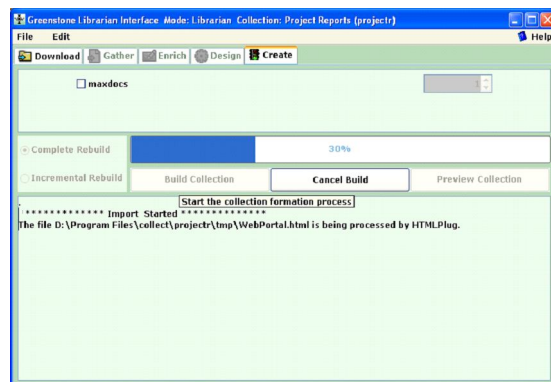 Greenstone Librarian Interface Mode: Librarian Collection: Project Reports (projectr)
File Edit Help
Download Gather Enrich Design Create
maxdocs 1
Complete Rebuild 30%
Incremental Rebuild Build Collection Cancel Build Preview Collection
Start the collection formation process
************* Import Started **************
The file D:\Program Files\collect\projectr\tmp\WebPortal.html is being processed by HTMLPlug.